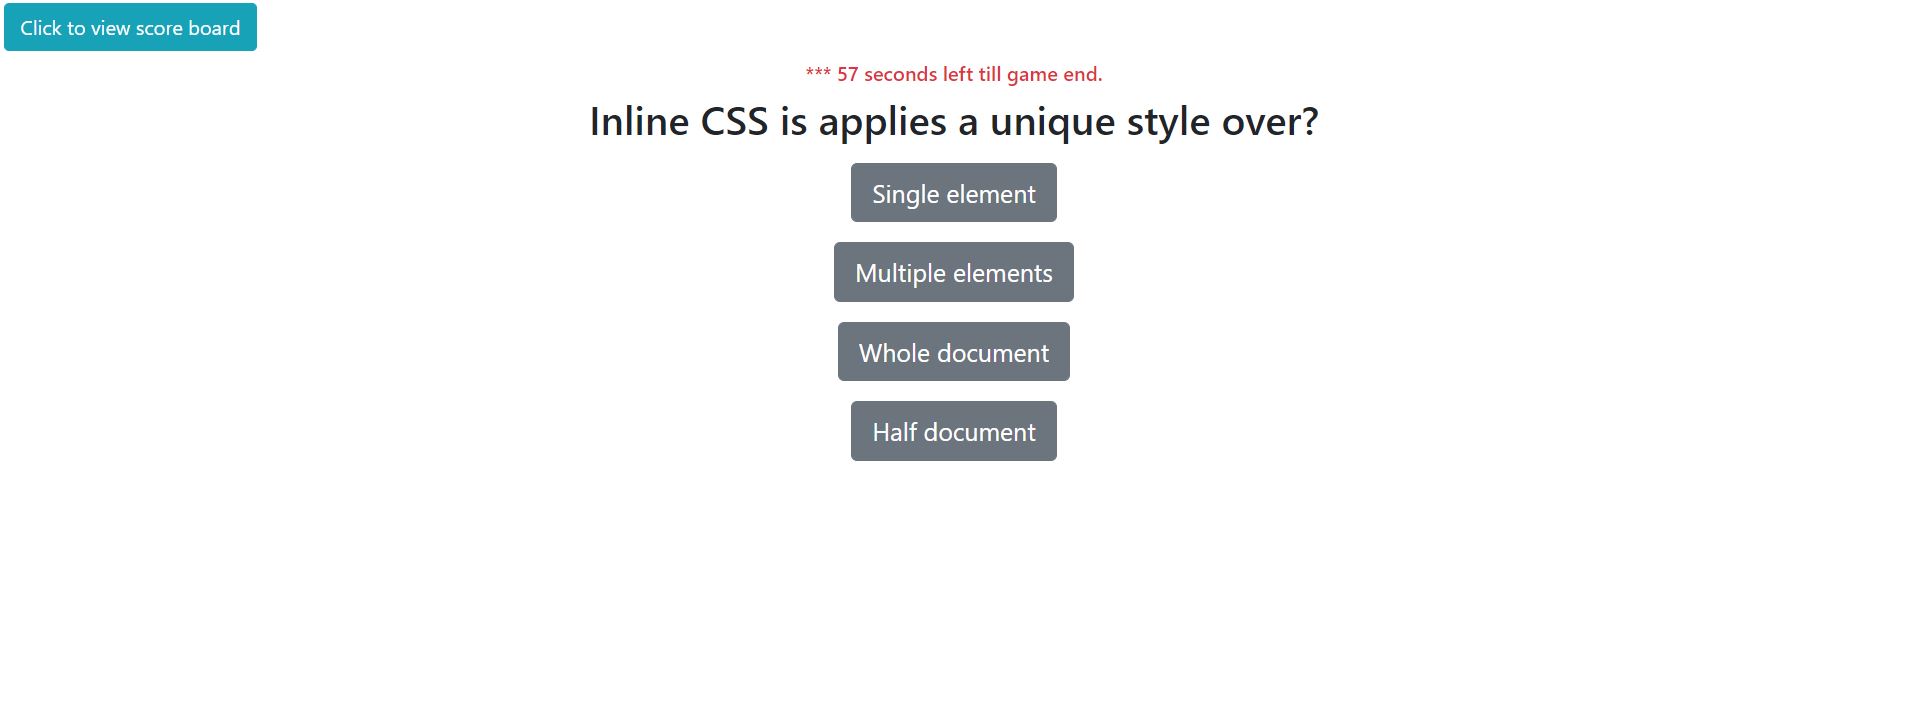 Click to view score board
*** 57 seconds left till game end.
Inline CSS is applies a unique style over?
Single element
Multiple elements
Whole document
Half document